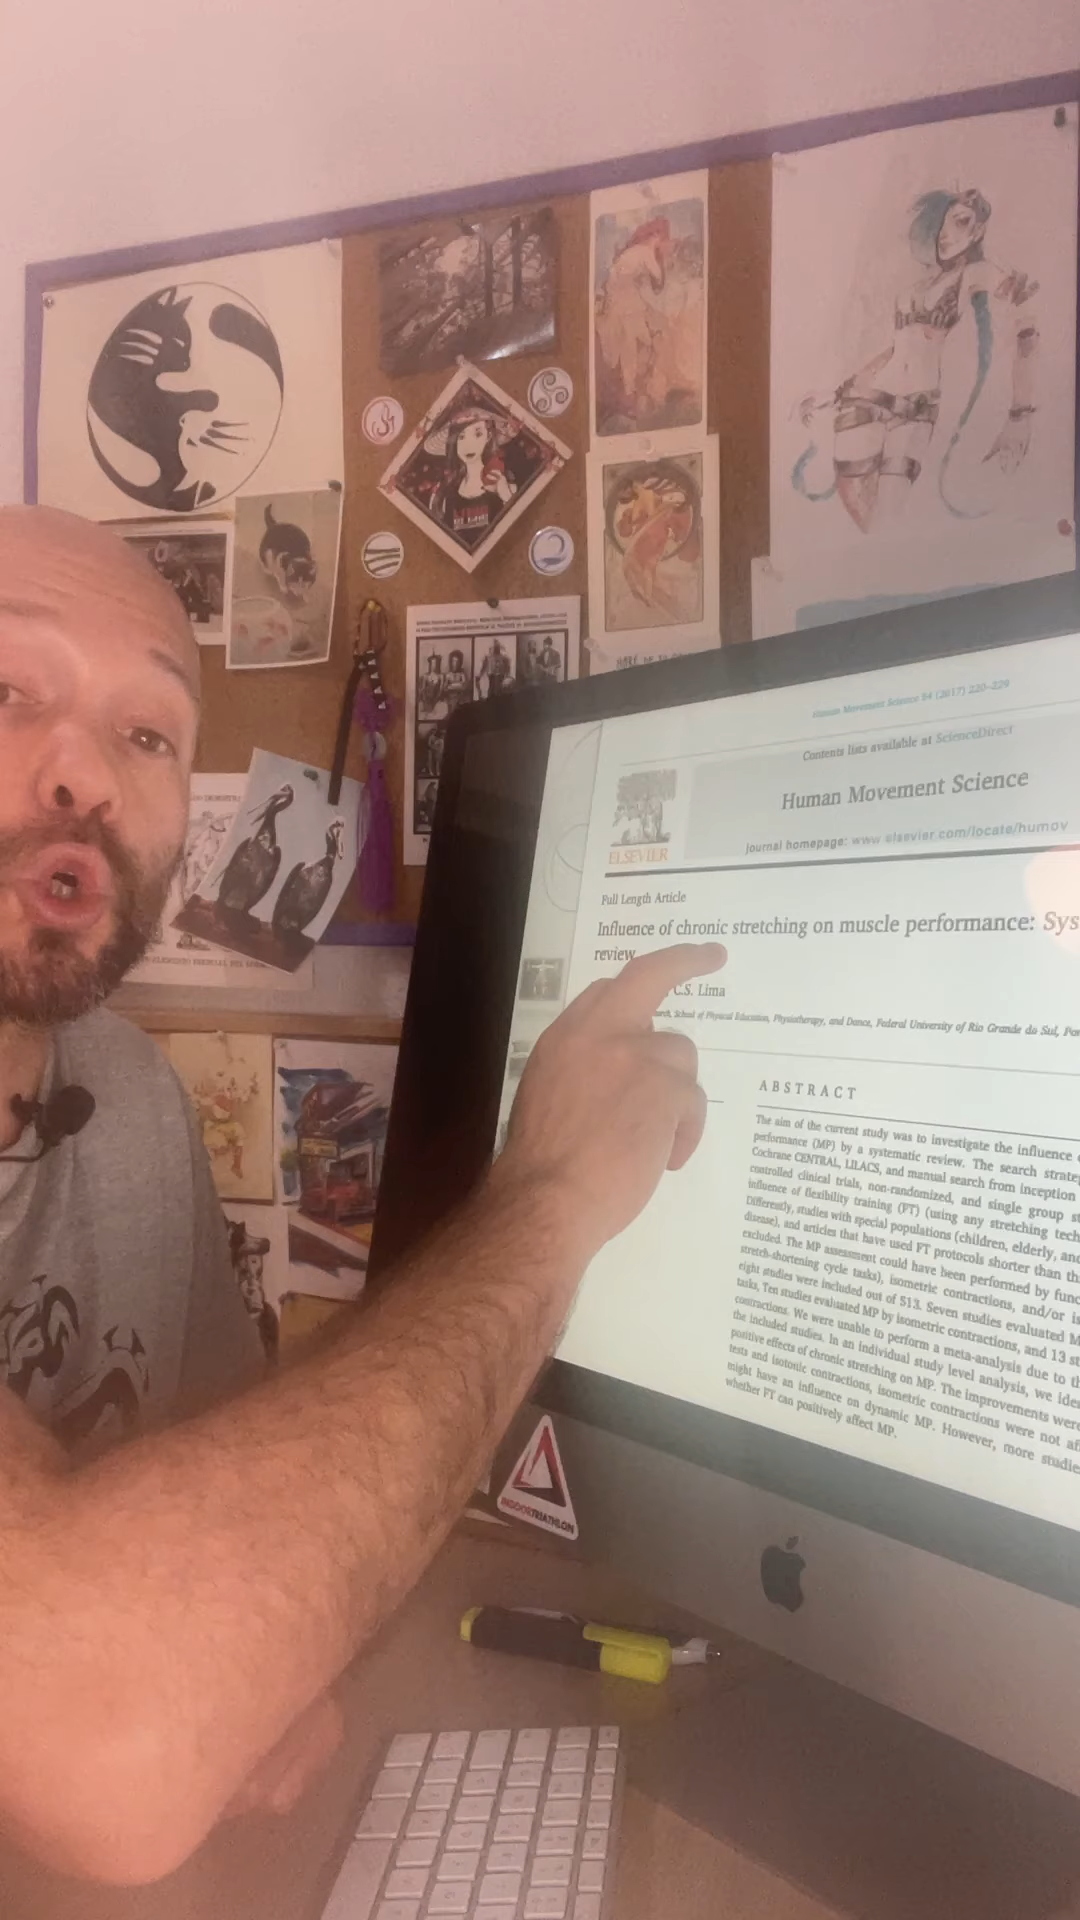 Human Movement Science 54 (2017) 220–229
Contents lists available at ScienceDirect
Human Movement Science
journal homepage: www elsevier com/locate/humov
ELSEVIER
Full Length Article
Influence of chronic stretching on muscle performance: Sys
review
C.S. Lima
School of Physical Education, Physiotherapy, and Dance, Federal University of Rio Grande do Sul, Por
ABSTRACT
The aim of the current study was to investigate the influence
performance (MP) by a systematic review. The search strate
Cochrane CENTRAL, LILACS, and manual search from inception
controlled clinical trials, non-randomized, and single group st
influence of flexibility training (FT) (using any stretching tech
Differently, studies with special populations (children, elderly, and
disease), and articles that have used FT protocols shorter than th
excluded. The MP assessment could have been performed by func
stretch-shortening cycle tasks), isometric contractions, and/or is
eight studies were included out of 513. Seven studies evaluated M
tasks, Ten studies evaluated MP by isometric contractions, and 13 st
contractions. We were unable to perform a meta-analysis due to th
the included studies. In an individual study level analysis, we ide
positive effects of chronic stretching on MP. The improvements were
tests and isotonic contractions, isometric contractions were not af
might have an influence on dynamic MP. However, more studie
whether FT can positively affect MP.
INDOORTRIATHLON